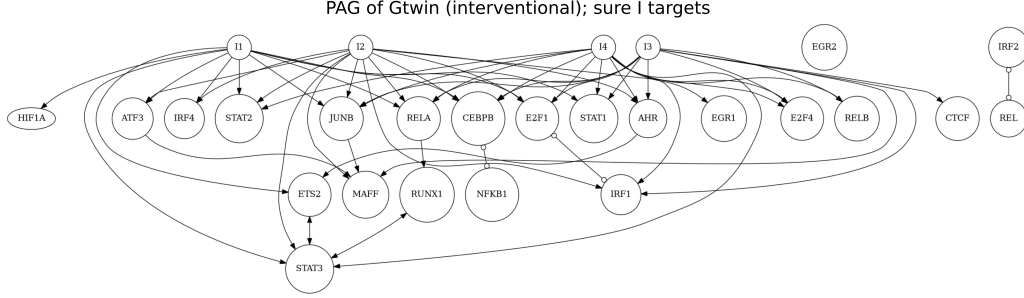 PAG of Gtwin (interventional); sure I targets
I1 I2 I4 I3 EGR2 IRF2
HIF1A ATF3 IRF4 STAT2 JUNB RELA CEBPB E2F1 STAT1 AHR EGR1 E2F4 RELB CTCF REL
ETS2 MAFF RUNX1 NFKB1 IRF1
STAT3